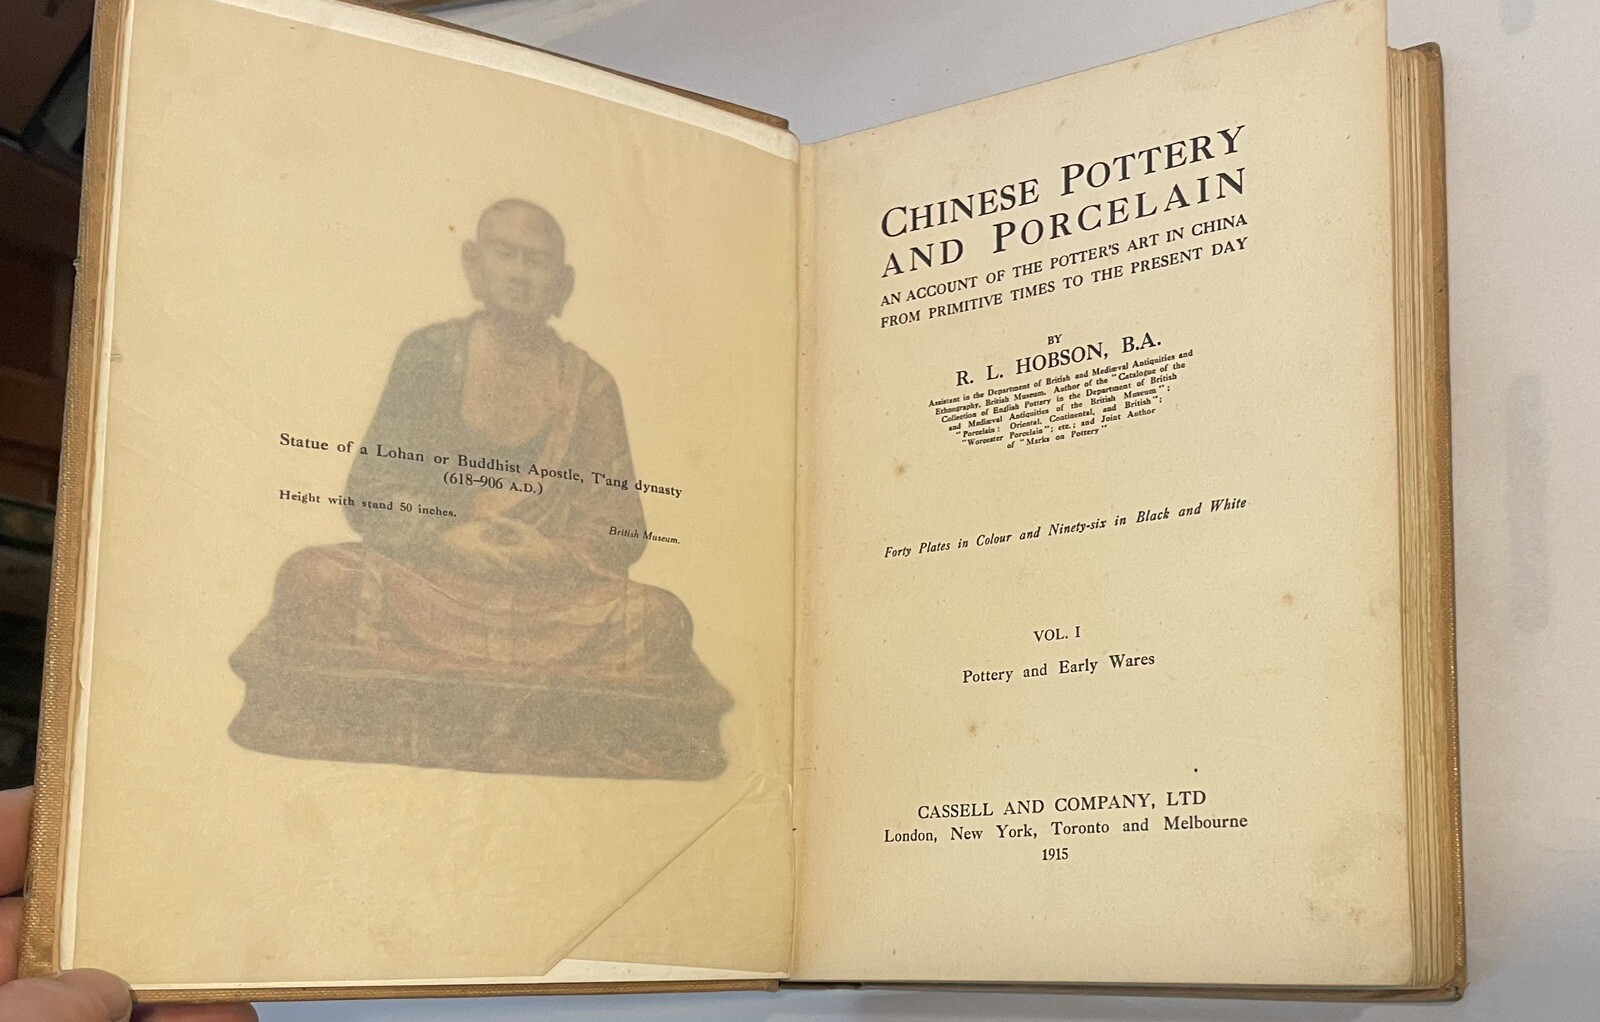 Statue of a Lohan or Buddhist Apostle, T'ang dynasty
(618–906 A.D.)
Height with stand 50 inches.
British Museum.
CHINESE POTTERY
AND PORCELAIN
AN ACCOUNT OF THE POTTER'S ART IN CHINA
FROM PRIMITIVE TIMES TO THE PRESENT DAY
BY
R. L. HOBSON, B.A.
Assistant in the Department of British and Mediæval Antiquities and
Ethnography, British Museum. Author of the "Catalogue of the
Collection of English Pottery in the Department of British
and Mediæval Antiquities of the British Museum";
"Porcelain: Oriental, Continental, and British";
"Worcester Porcelain"; etc.; and Joint Author
of "Marks on Pottery"
Forty Plates in Colour and Ninety-six in Black and White
VOL. I
Pottery and Early Wares
CASSELL AND COMPANY, LTD
London, New York, Toronto and Melbourne
1915